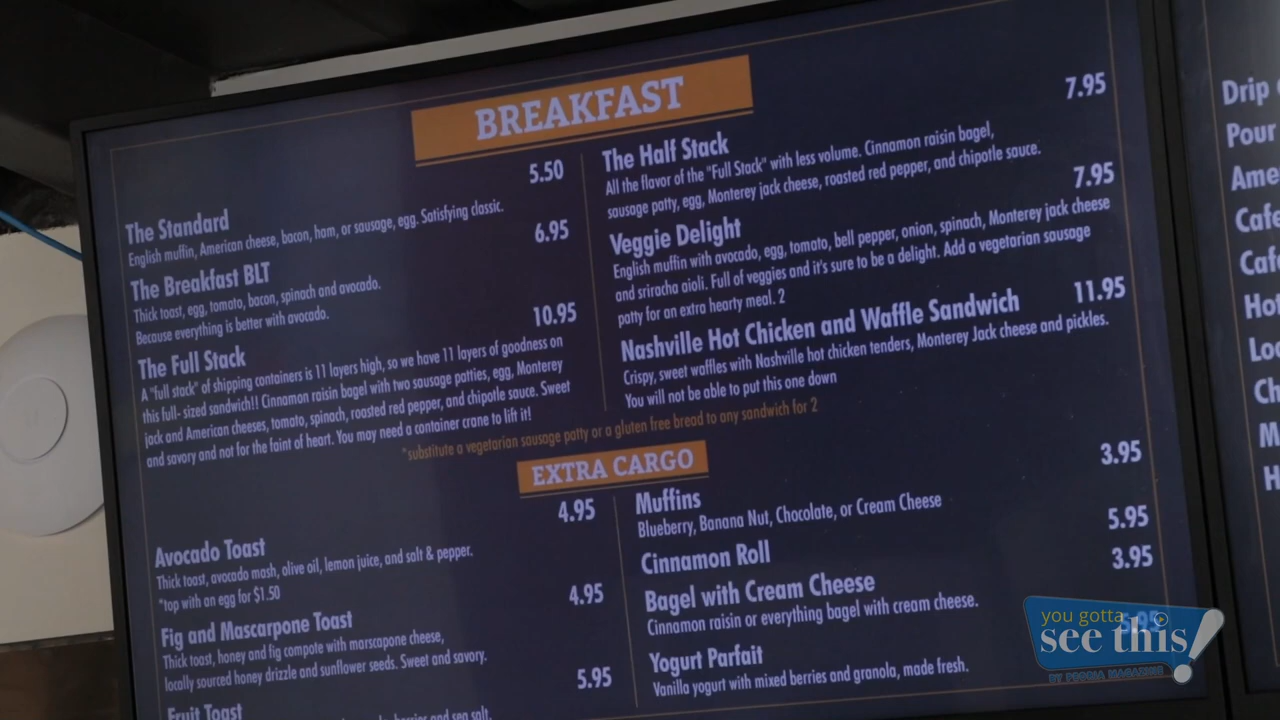 BREAKFAST
The Standard 5.50
English muffin, American cheese, bacon, ham, or sausage, egg. Satisfying classic.
The Breakfast BLT 6.95
Thick toast, egg, tomato, bacon, spinach and avocado.
Because everything is better with avocado.
The Full Stack 10.95
A "full stack" of shipping containers is 11 layers high, so we have 11 layers of goodness on
this full- sized sandwich!! Cinnamon raisin bagel with two sausage patties, egg, Monterey
jack and American cheeses, tomato, spinach, roasted red pepper, and chipotle sauce. Sweet
and savory and not for the faint of heart. You may need a container crane to lift it!
The Half Stack 7.95
All the flavor of the "Full Stack" with less volume. Cinnamon raisin bagel,
sausage patty, egg, Monterey jack cheese, roasted red pepper, and chipotle sauce.
Veggie Delight 7.95
English muffin with avocado, egg, tomato, bell pepper, onion, spinach, Monterey jack cheese
and sriracha aioli. Full of veggies and it's sure to be a delight. Add a vegetarian sausage
patty for an extra hearty meal. 2
Nashville Hot Chicken and Waffle Sandwich 11.95
Crispy, sweet waffles with Nashville hot chicken tenders, Monterey Jack cheese and pickles.
You will not be able to put this one down
*substitute a vegetarian sausage patty or a gluten free bread to any sandwich for 2
EXTRA CARGO
Avocado Toast 4.95
Thick toast, avocado mash, olive oil, lemon juice, and salt & pepper.
*top with an egg for $1.50
Fig and Mascarpone Toast 4.95
Thick toast, honey and fig compote with marscapone cheese,
locally sourced honey drizzle and sunflower seeds. Sweet and savory.
Fruit Toast 5.95
berries and sea salt.
Muffins 3.95
Blueberry, Banana Nut, Chocolate, or Cream Cheese
Cinnamon Roll 5.95
Bagel with Cream Cheese 3.95
Cinnamon raisin or everything bagel with cream cheese.
Yogurt Parfait 5.95
Vanilla yogurt with mixed berries and granola, made fresh.
Drip
Pour
Ame
Cafe
Cafe
Ho
Lo
Ch
M
H
you gotta
see this!
BY PEORIA MAGAZINE